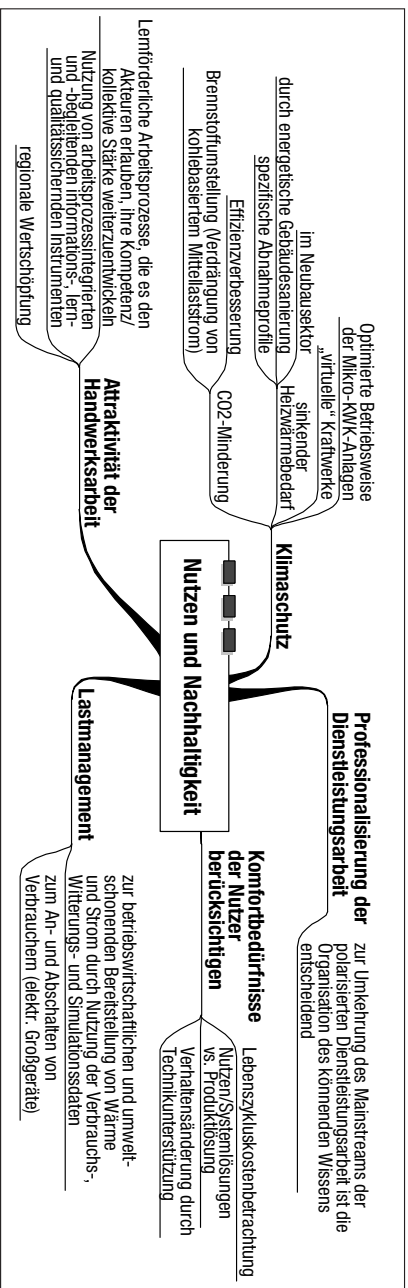 Nutzen und Nachhaltigkeit
Klimaschutz
Optimierte Betriebsweise
der Mikro-KWK-Anlagen
„virtuelle“ Kraftwerke
sinkender
Heizwärmebedarf
im Neubausektor
durch energetische Gebäudesanierung
spezifische Abnahmeprofile
CO2-Minderung
Effizienzverbesserung
Brennstoffumstellung (Verdrängung von
kohlebasiertem Mittellaststrom)
Attraktivität der
Handwerksarbeit
Lernförderliche Arbeitsprozesse, die es den
Akteuren erlauben, ihre Kompetenz/
kollektive Stärke weiterzuentwickeln
Nutzung von arbeitsprozessintegrierten
und -begleitenden informations-, lern-
und qualitätssichernden Instrumenten
regionale Wertschöpfung
Professionalisierung der
Dienstleistungsarbeit
zur Umkehrung des Mainstreams der
polarisierten Dienstleistungsarbeit ist die
Organisation des könnenden Wissens
entscheidend
Komfortbedürfnisse
der Nutzer
berücksichtigen
Lebenszykluskostenbetrachtung
Nutzen/Systemlösungen
vs. Produktlösung
Verhaltensänderung durch
Technikunterstützung
Lastmanagement
zur betriebswirtschaftlichen und umwelt-
schonenden Bereitstellung von Wärme
und Strom durch Nutzung der Verbrauchs-,
Witterungs- und Simulationssdaten
zum An- und Abschalten von
Verbrauchern (elektr. Großgeräte)